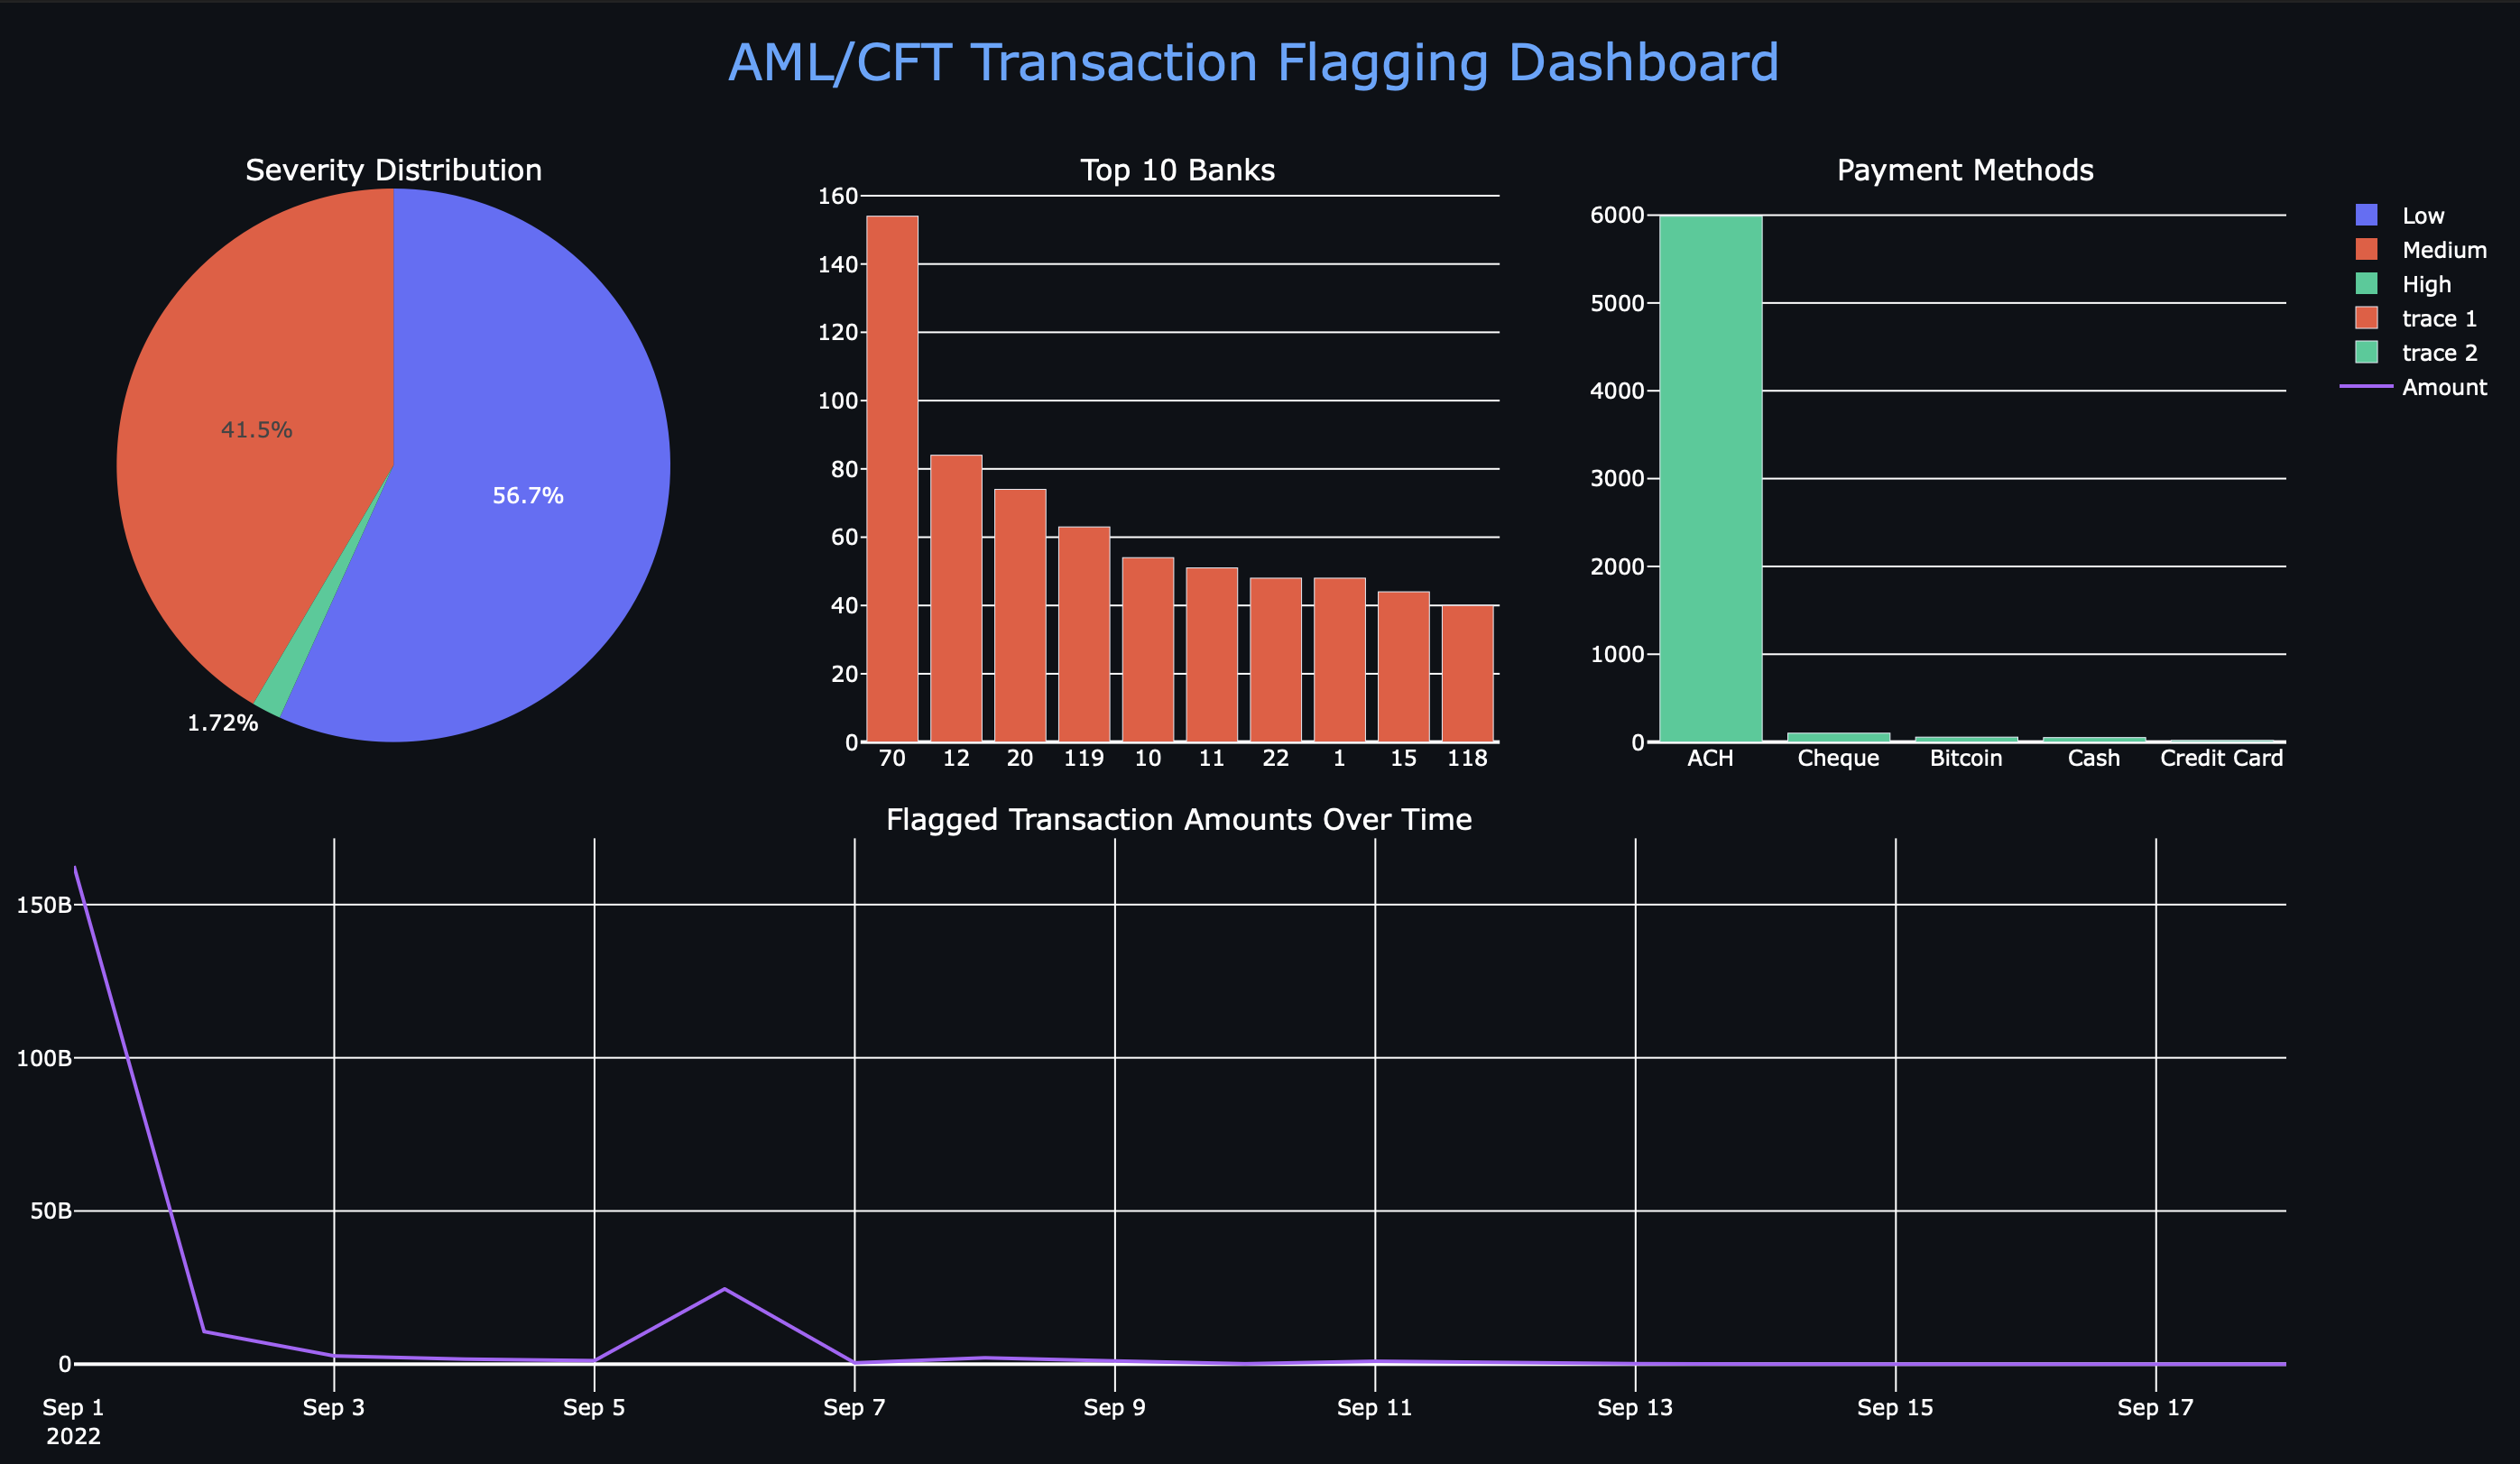 AML/CFT Transaction Flagging Dashboard
Severity Distribution
41.5%
56.7%
1.72%
Top 10 Banks
160
140
120
100
80
60
40
20
0
70 12 20 119 10 11 22 1 15 118
Payment Methods
6000
5000
4000
3000
2000
1000
0
ACH Cheque Bitcoin Cash Credit Card
Low
Medium
High
trace 1
trace 2
Amount
Flagged Transaction Amounts Over Time
150B
100B
50B
0
Sep 1 Sep 3 Sep 5 Sep 7 Sep 9 Sep 11 Sep 13 Sep 15 Sep 17
2022